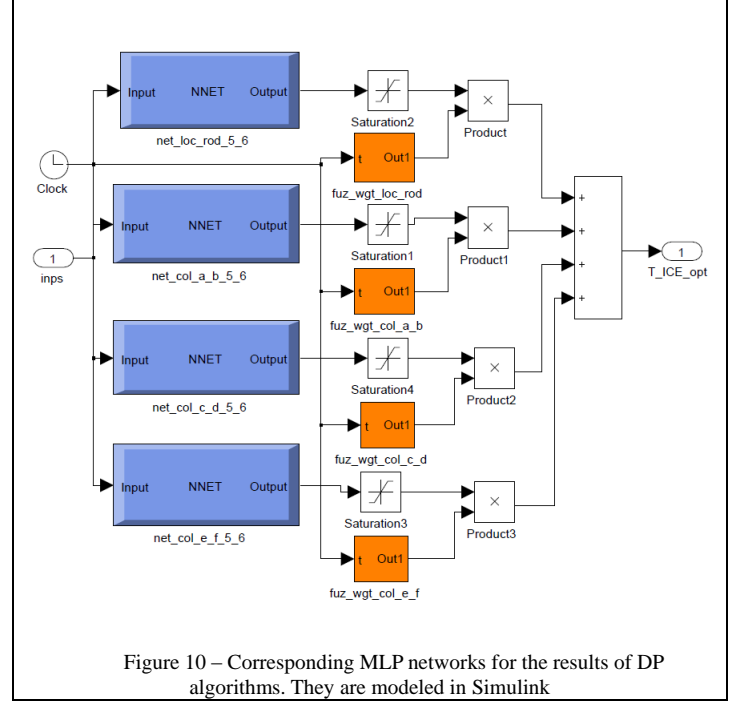 Input NNET Output
net_loc_rod_5_6
Saturation2
×
Product
t Out1
fuz_wgt_loc_rod
Clock
1
inps
Input NNET Output
net_col_a_b_5_6
Saturation1
×
Product1
t Out1
fuz_wgt_col_a_b
+
+
+
+
1
T_ICE_opt
Input NNET Output
net_col_c_d_5_6
Saturation4
×
Product2
t Out1
fuz_wgt_col_c_d
Input NNET Output
net_col_e_f_5_6
Saturation3
×
Product3
t Out1
fuz_wgt_col_e_f
Figure 10 – Corresponding MLP networks for the results of DP
algorithms. They are modeled in Simulink